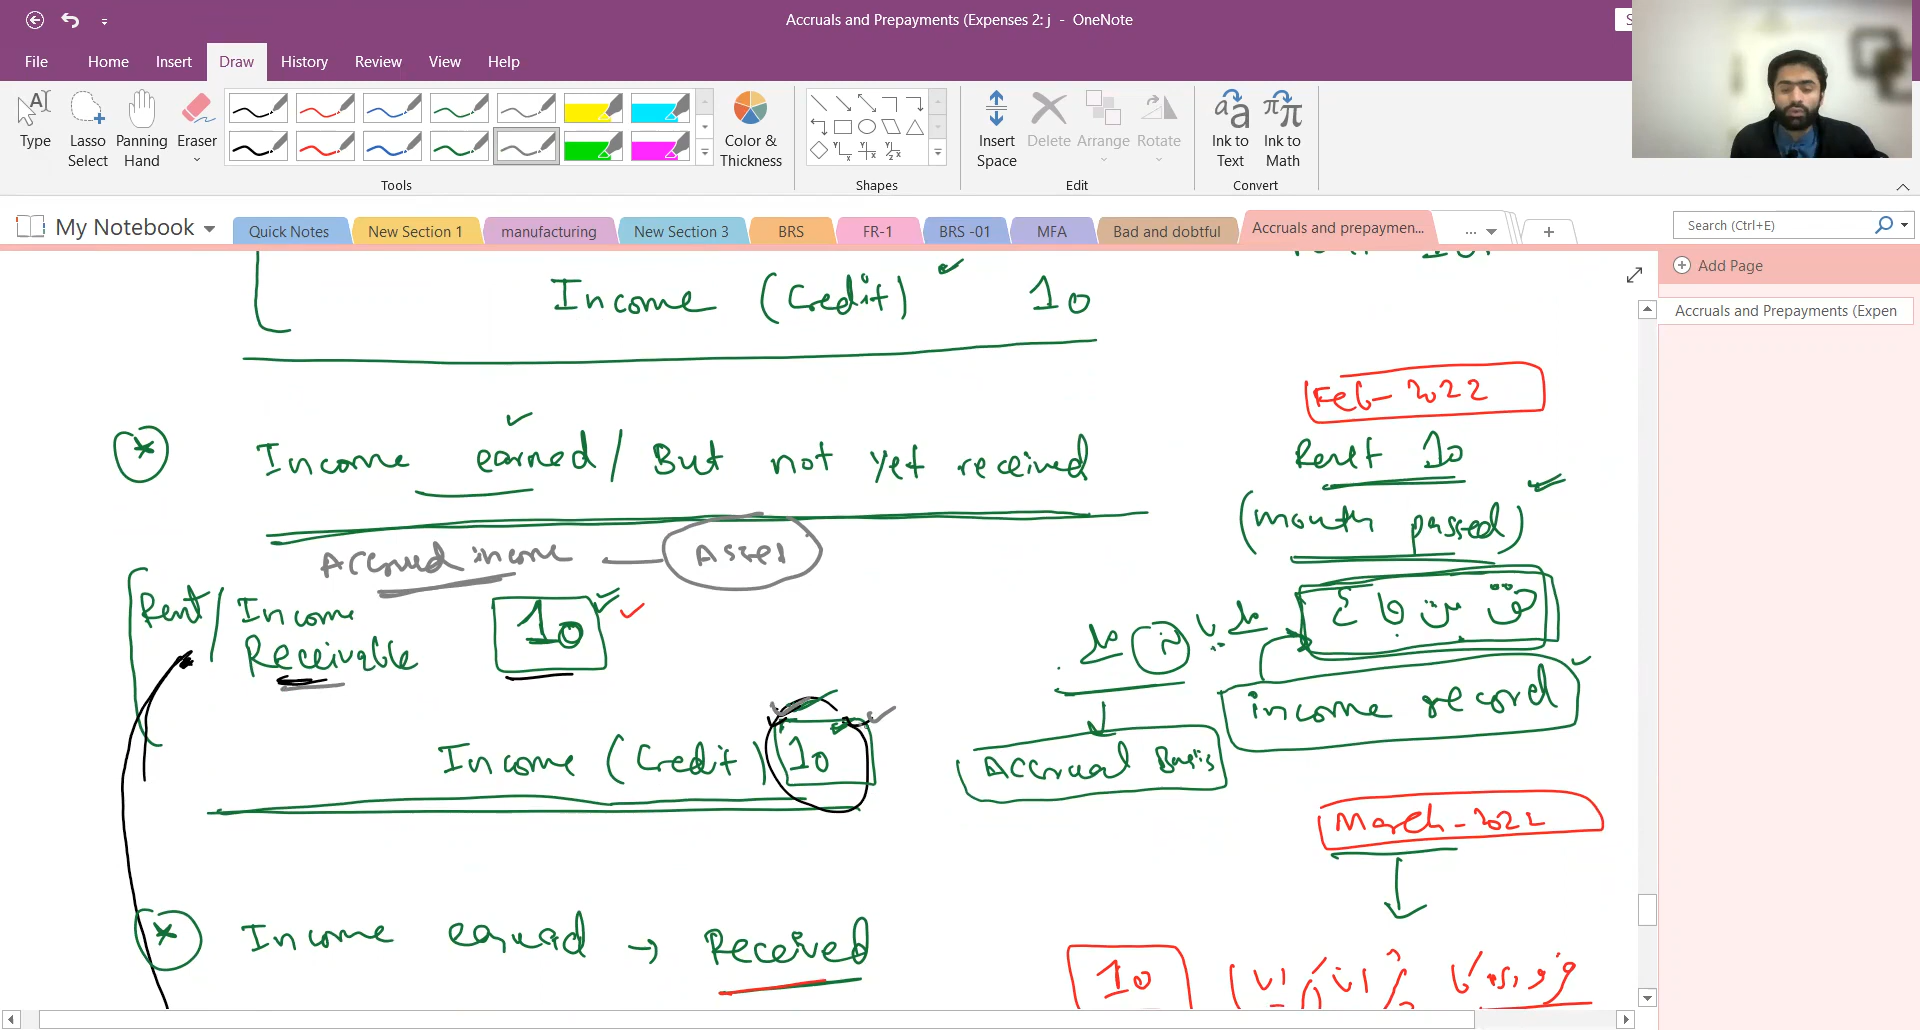 Accruals and Prepayments (Expenses 2: j - OneNote
File Home Insert Draw History Review View Help
Type
Lasso Select
Panning Hand
Eraser
Color & Thickness
Insert Space
Delete
Arrange
Rotate
Ink to Text
Ink to Math
Tools Shapes Edit Convert
My Notebook
Quick Notes
New Section 1
manufacturing
New Section 3
BRS
FR-1
BRS -01
MFA
Bad and doubtful
Accruals and prepaymen...
...
Search (Ctrl+E)
Add Page
Accruals and Prepayments (Expen
Income (Credit) 10
Feb-2022
Income earned/ But not yet received
Rent 10
(month passed)
Accrued income — Asset
Rent/ Income Receivable 10
income record
Income (Credit) 10
Accrual Basis
March-2022
Income earned → Received
10